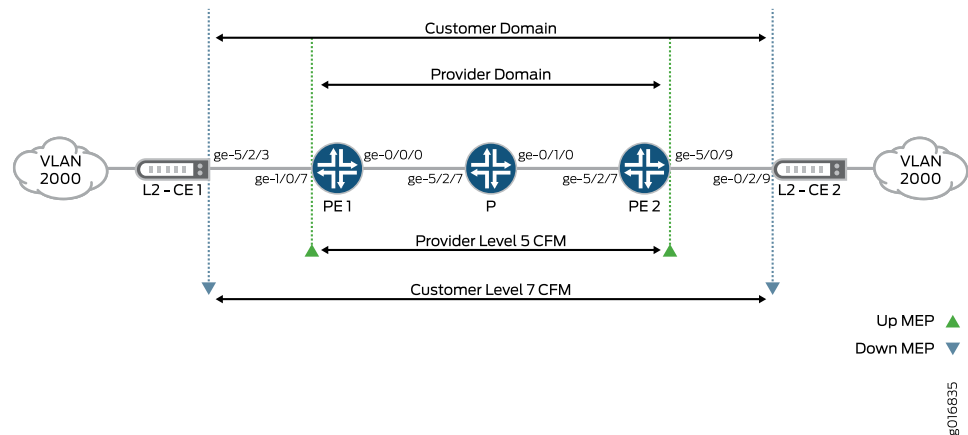 Customer Domain
Provider Domain
VLAN
2000
L2 - CE 1
ge-5/2/3
ge-1/0/7
PE 1
ge-0/0/0
ge-5/2/7
P
ge-0/1/0
ge-5/2/7
PE 2
ge-5/0/9
ge-0/2/9
L2 - CE 2
VLAN
2000
Provider Level 5 CFM
Customer Level 7 CFM
Up MEP
Down MEP
g016835